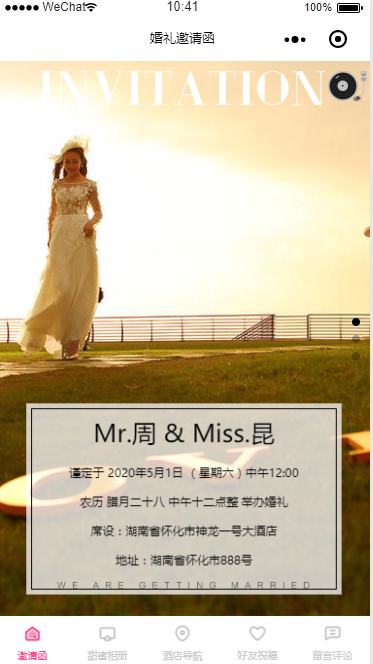 WeChat 10:41 100%
婚礼邀请函
INVITATION
Mr.周 & Miss.昆
谨定于 2020年5月1日 ( 星期六 ) 中午12:00
农历 腊月二十八 中午十二点整 举办婚礼
席设：湖南省怀化市神龙一号大酒店
地址：湖南省怀化市888号
WE ARE GETTING MARRIED
邀请函 甜蜜相册 酒店导航 好友祝福 留言评论